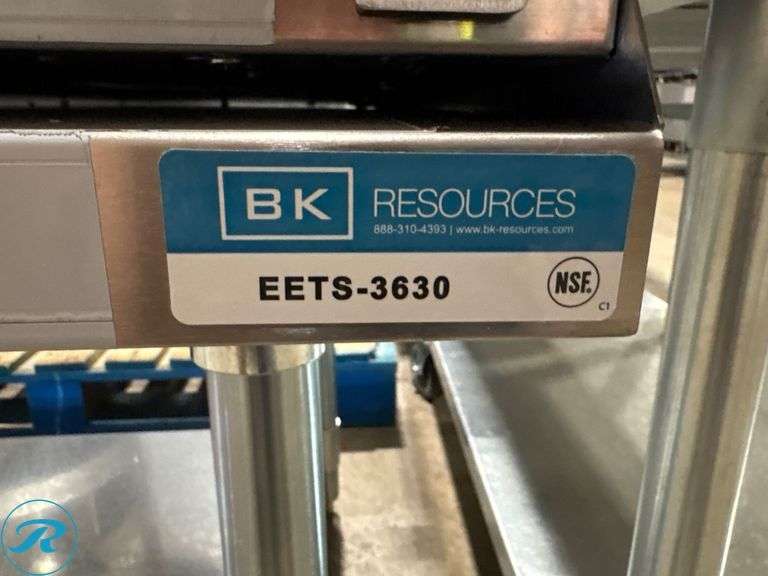 BK RESOURCES
888-310-4393 | www.bk-resources.com
EETS-3630
NSF.
C1
R